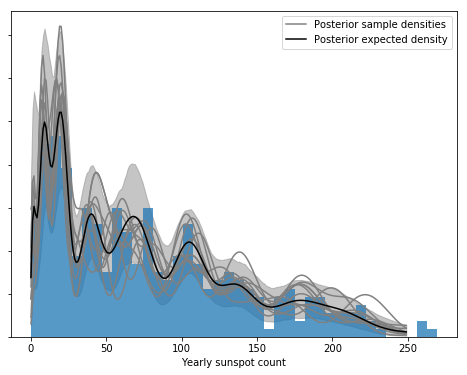 Posterior sample densities
Posterior expected density
0 50 100 150 200 250
Yearly sunspot count